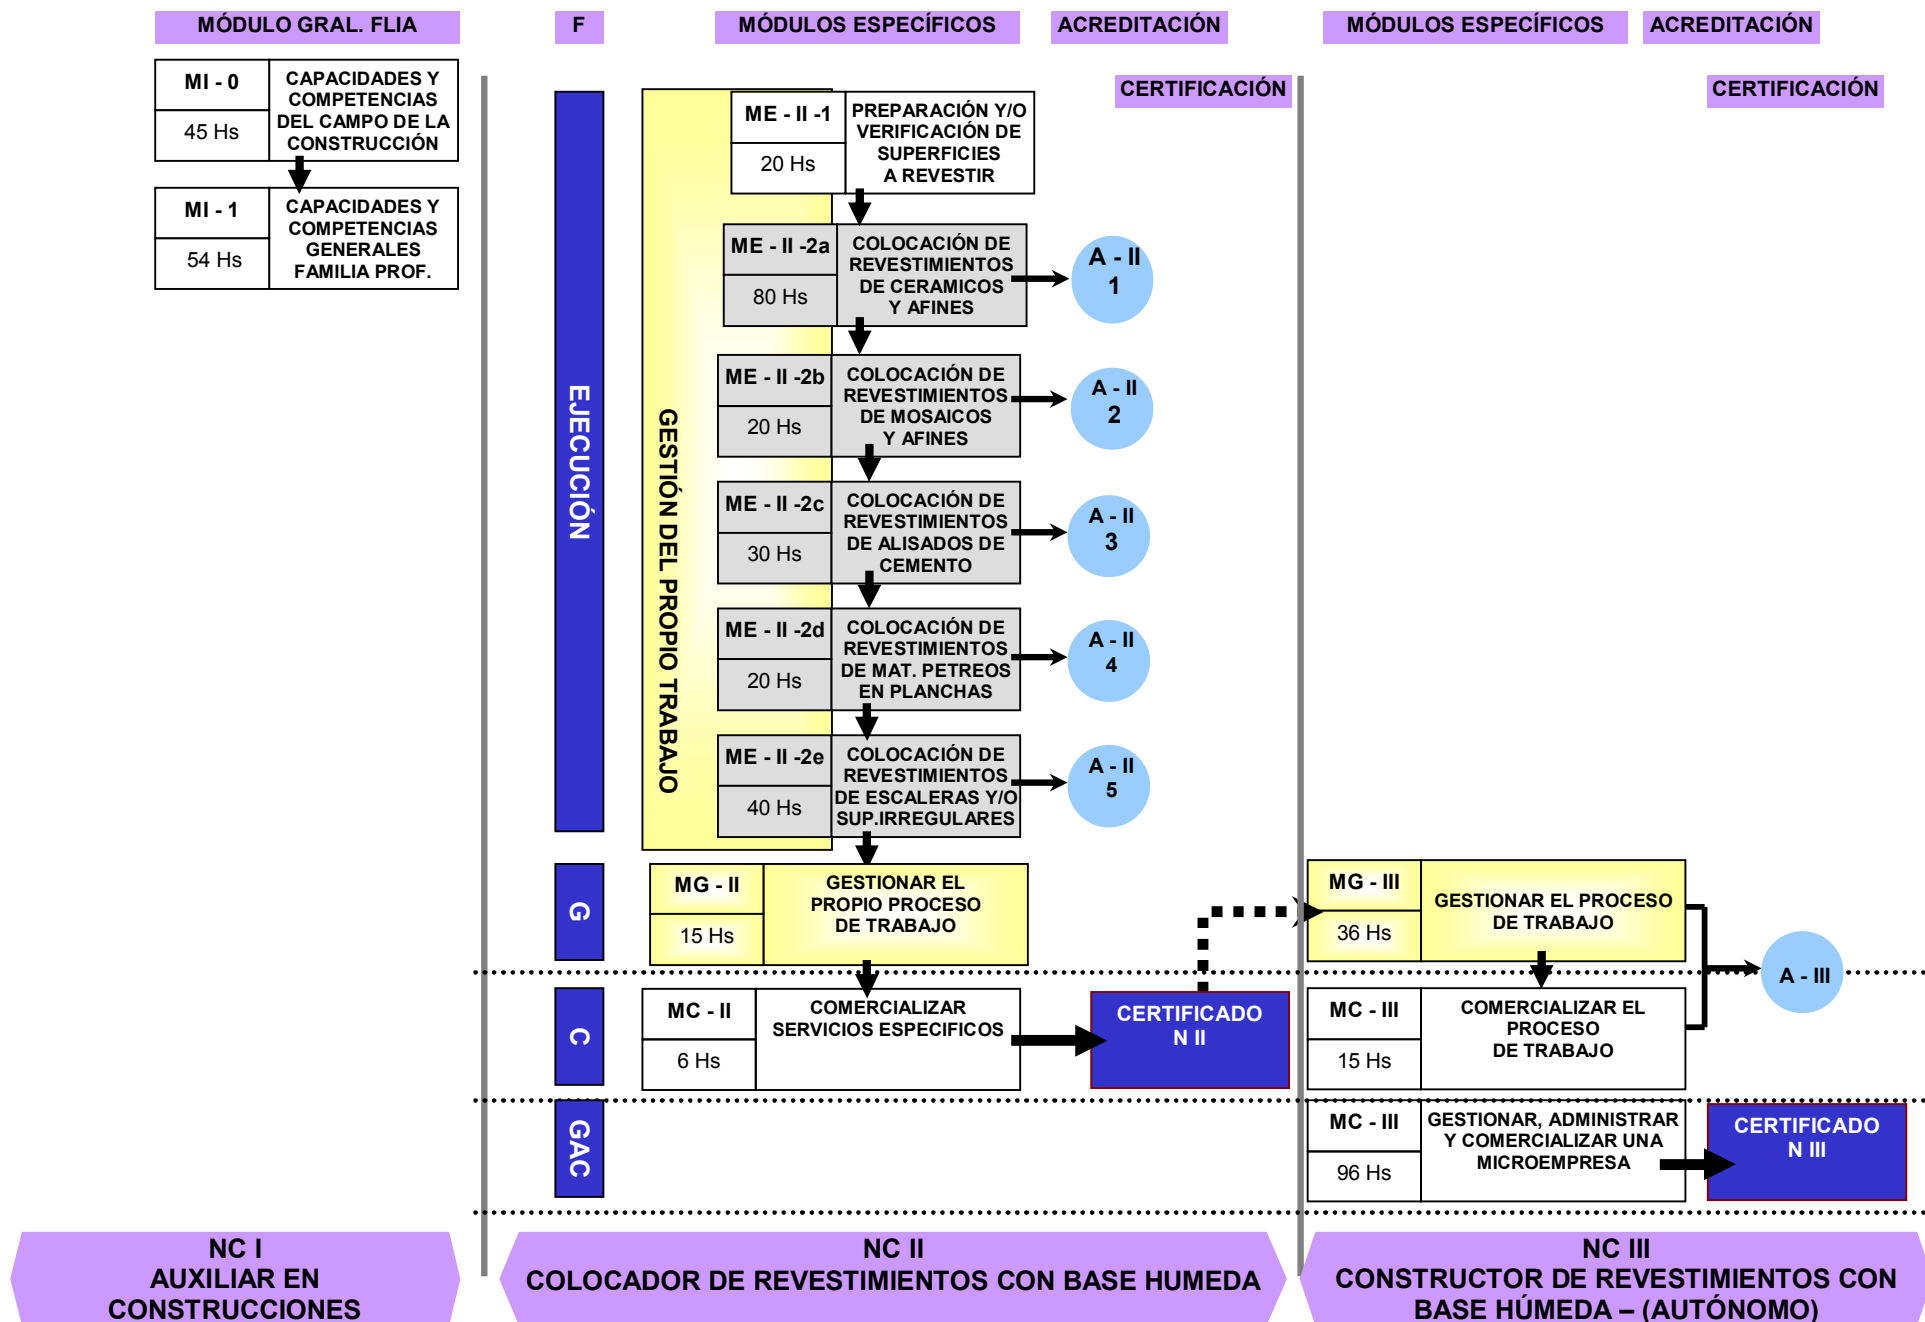 MÓDULO GRAL. FLIA
F
MÓDULOS ESPECÍFICOS
ACREDITACIÓN
MÓDULOS ESPECÍFICOS
ACREDITACIÓN
CERTIFICACIÓN
CERTIFICACIÓN
MI - 0
45 Hs
CAPACIDADES Y
COMPETENCIAS
DEL CAMPO DE LA
CONSTRUCCIÓN
MI - 1
54 Hs
CAPACIDADES Y
COMPETENCIAS
GENERALES
FAMILIA PROF.
EJECUCIÓN
GESTIÓN DEL PROPIO TRABAJO
ME - II -1
20 Hs
PREPARACIÓN Y/O
VERIFICACIÓN DE
SUPERFICIES
A REVESTIR
ME - II -2a
80 Hs
COLOCACIÓN DE
REVESTIMIENTOS
DE CERAMICOS
Y AFINES
A - II
1
ME - II -2b
20 Hs
COLOCACIÓN DE
REVESTIMIENTOS
DE MOSAICOS
Y AFINES
A - II
2
ME - II -2c
30 Hs
COLOCACIÓN DE
REVESTIMIENTOS
DE ALISADOS DE
CEMENTO
A - II
3
ME - II -2d
20 Hs
COLOCACIÓN DE
REVESTIMIENTOS
DE MAT. PETREOS
EN PLANCHAS
A - II
4
ME - II -2e
40 Hs
COLOCACIÓN DE
REVESTIMIENTOS
DE ESCALERAS Y/O
SUP.IRREGULARES
A - II
5
G
MG - II
15 Hs
GESTIONAR EL
PROPIO PROCESO
DE TRABAJO
MG - III
36 Hs
GESTIONAR EL PROCESO
DE TRABAJO
A - III
C
MC - II
6 Hs
COMERCIALIZAR
SERVICIOS ESPECIFICOS
CERTIFICADO
N II
MC - III
15 Hs
COMERCIALIZAR EL
PROCESO
DE TRABAJO
GAC
MC - III
96 Hs
GESTIONAR, ADMINISTRAR
Y COMERCIALIZAR UNA
MICROEMPRESA
CERTIFICADO
N III
NC I
AUXILIAR EN
CONSTRUCCIONES
NC II
COLOCADOR DE REVESTIMIENTOS CON BASE HUMEDA
NC III
CONSTRUCTOR DE REVESTIMIENTOS CON
BASE HÚMEDA – (AUTÓNOMO)